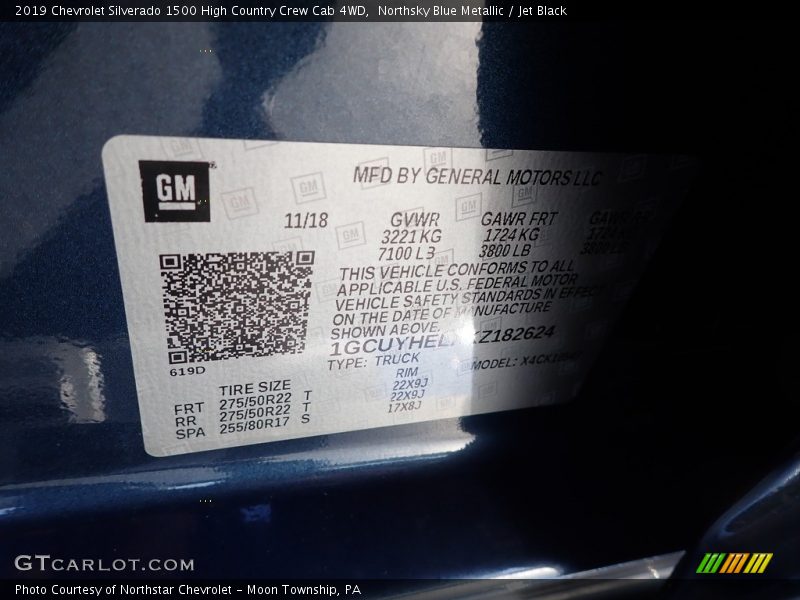 2019 Chevrolet Silverado 1500 High Country Crew Cab 4WD, Northsky Blue Metallic / Jet Black
GM
MFD BY GENERAL MOTORS LLC
11/18 GVWR GAWR FRT GAWR
3221 KG 1724 KG
7100 LB 3800 LB 3800 LB
THIS VEHICLE CONFORMS TO ALL
APPLICABLE U.S. FEDERAL MOTOR
VEHICLE SAFETY STANDARDS IN EFFECT
ON THE DATE OF MANUFACTURE
SHOWN ABOVE.
619D
TYPE: TRUCK MODEL:
TIRE SIZE RIM
FRT 275/50R22 T 22X9J
RR 275/50R22 T 22X9J
SPA 255/80R17 S 17X8J
GTCARLOT.COM
Photo Courtesy of Northstar Chevrolet - Moon Township, PA